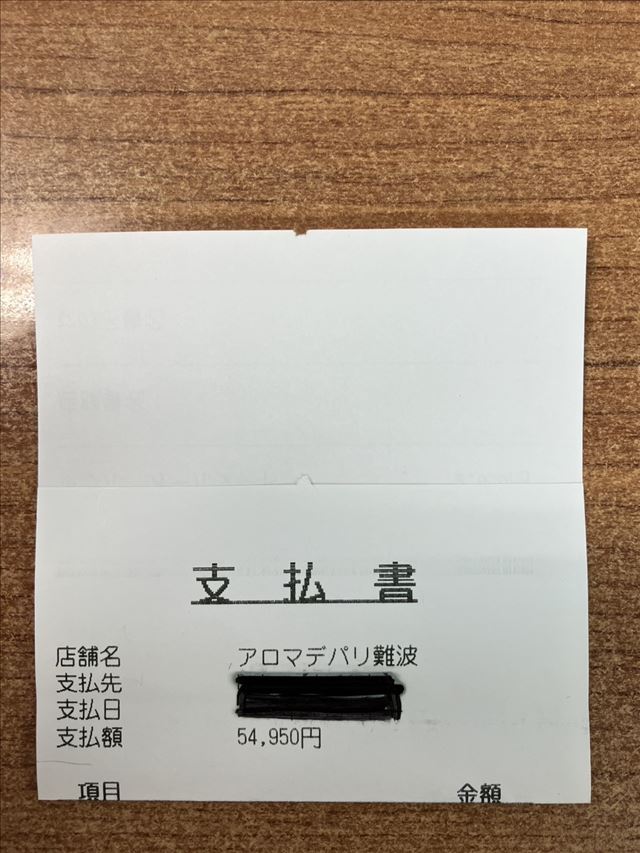 支払書
店舗名 アロマデパリ難波
支払先
支払日
支払額 54,950円
項目 金額